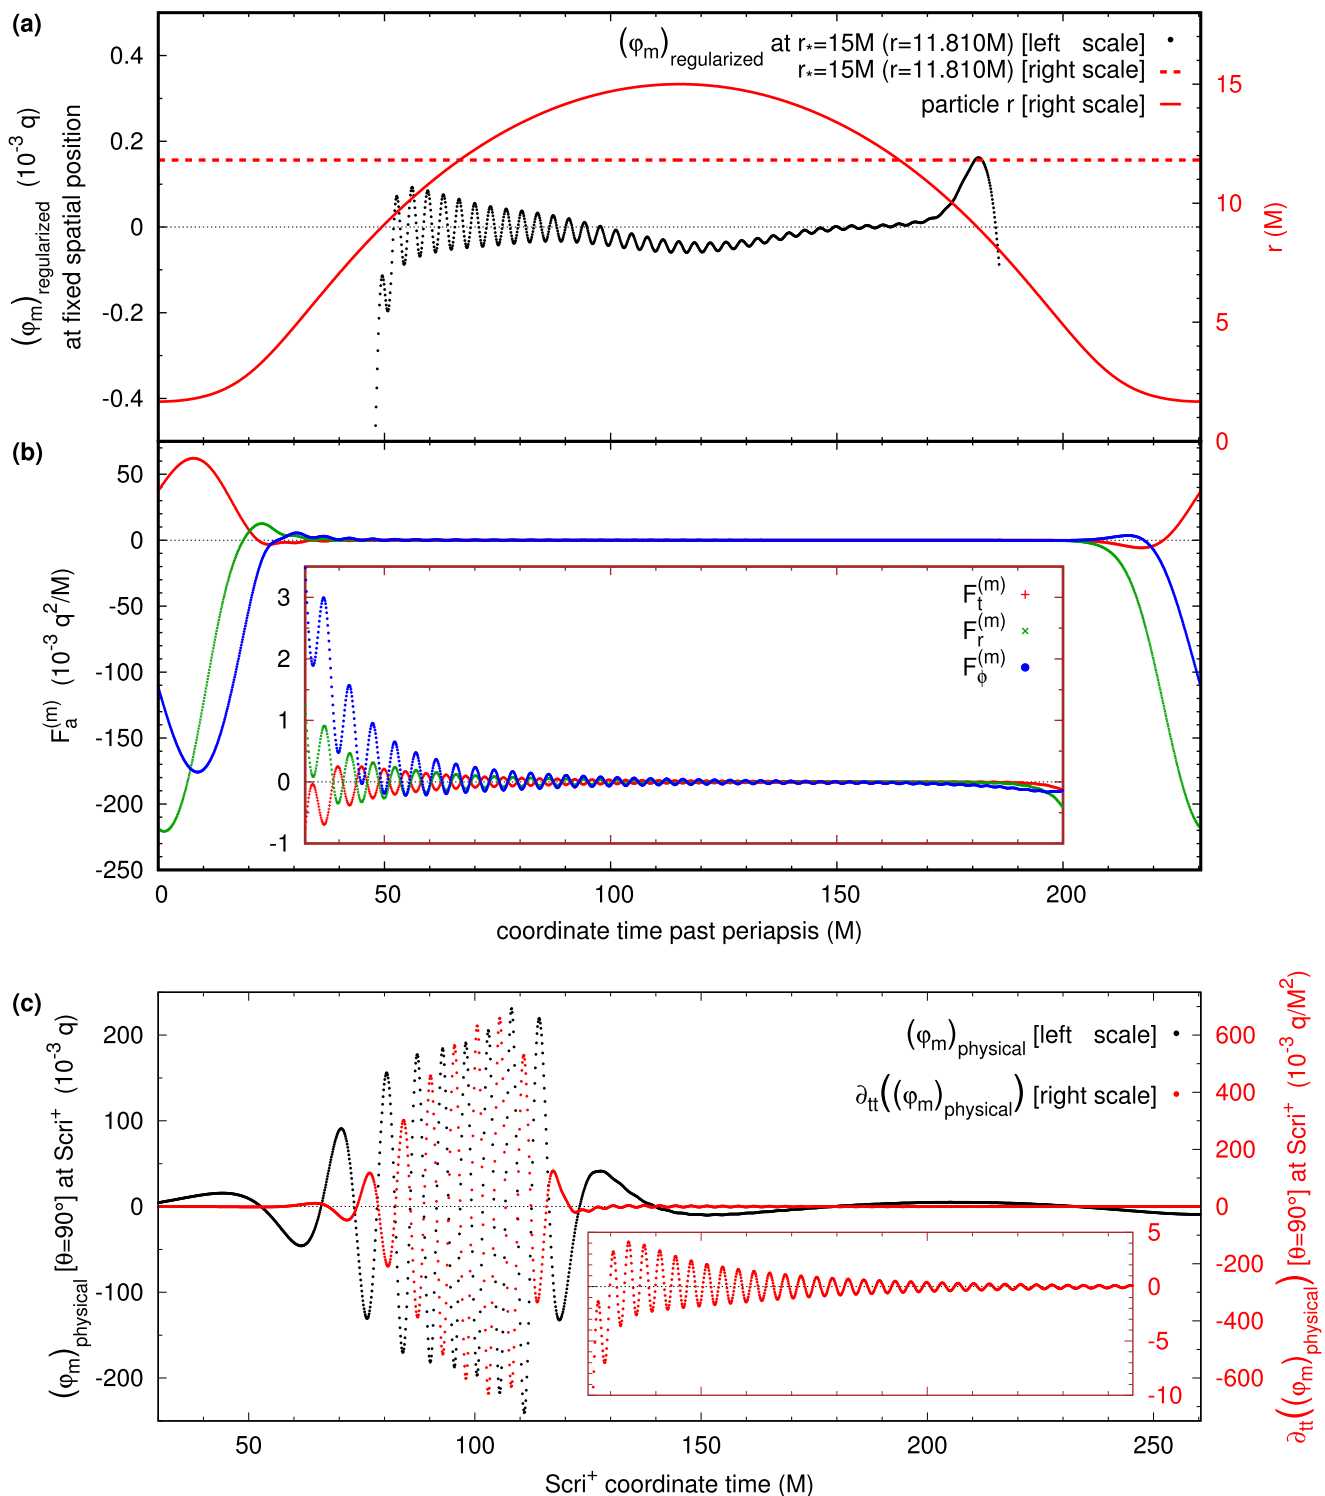 (a)
(φm)regularized at r*=15M (r=11.810M) [left scale]
r*=15M (r=11.810M) [right scale]
particle r [right scale]
0.4
0.2
0
-0.2
-0.4
(φm)regularized (10⁻³ q)
at fixed spatial position
15
10
5
0
r (M)
(b)
50
0
-50
-100
-150
-200
-250
Fa(m) (10⁻³ q²/M)
3
2
1
0
-1
Ft(m)
Fr(m)
Fϕ(m)
0
50
100
150
200
coordinate time past periapsis (M)
(c)
(φm)physical [left scale]
∂tt((φm)physical) [right scale]
200
100
0
-100
-200
(φm)physical [θ=90°] at Scri⁺ (10⁻³ q)
600
400
200
0
-200
-400
-600
∂tt((φm)physical) [θ=90°] at Scri⁺ (10⁻³ q/M²)
5
0
-5
-10
50
100
150
200
250
Scri⁺ coordinate time (M)